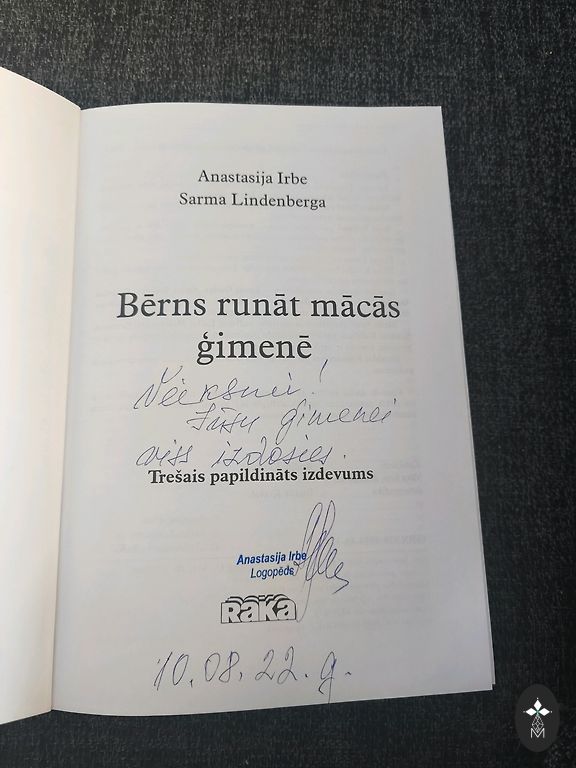 Anastasija Irbe
Sarma Lindenberga
Bērns runāt mācās
ģimenē
Veiksmi!
Jūsu ģimenei
viss izdosies.
Trešais papildināts izdevums
Anastasija Irbe
Logopēds
RaKa
10.08.22.g.
M